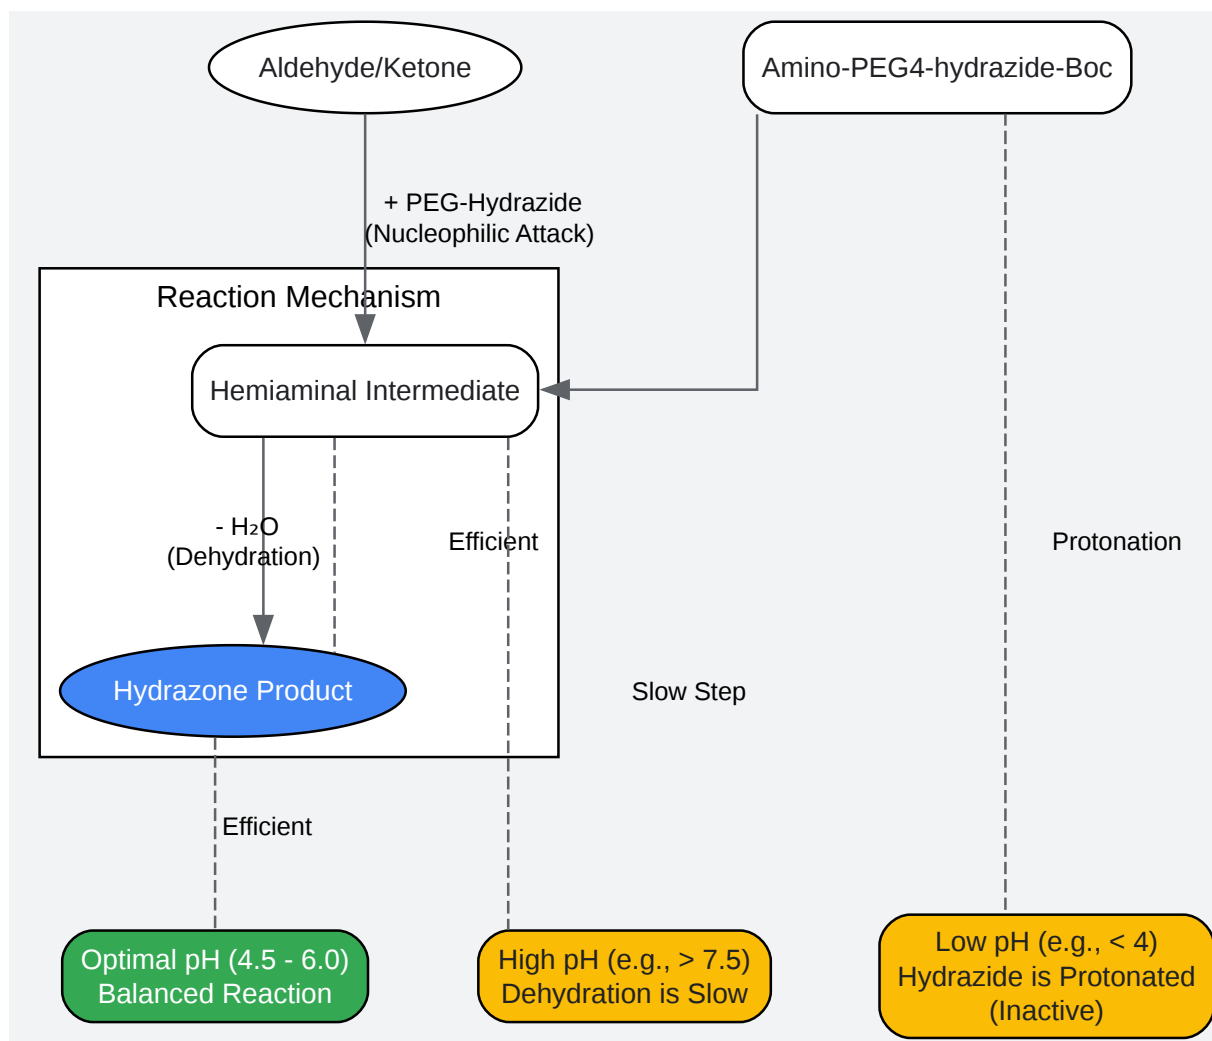 Aldehyde/Ketone
Amino-PEG4-hydrazide-Boc
+ PEG-Hydrazide
(Nucleophilic Attack)
Reaction Mechanism
Hemiaminal Intermediate
- H₂O
(Dehydration)
Efficient
Protonation
Hydrazone Product
Slow Step
Efficient
Optimal pH (4.5 - 6.0)
Balanced Reaction
High pH (e.g., > 7.5)
Dehydration is Slow
Low pH (e.g., < 4)
Hydrazide is Protonated
(Inactive)